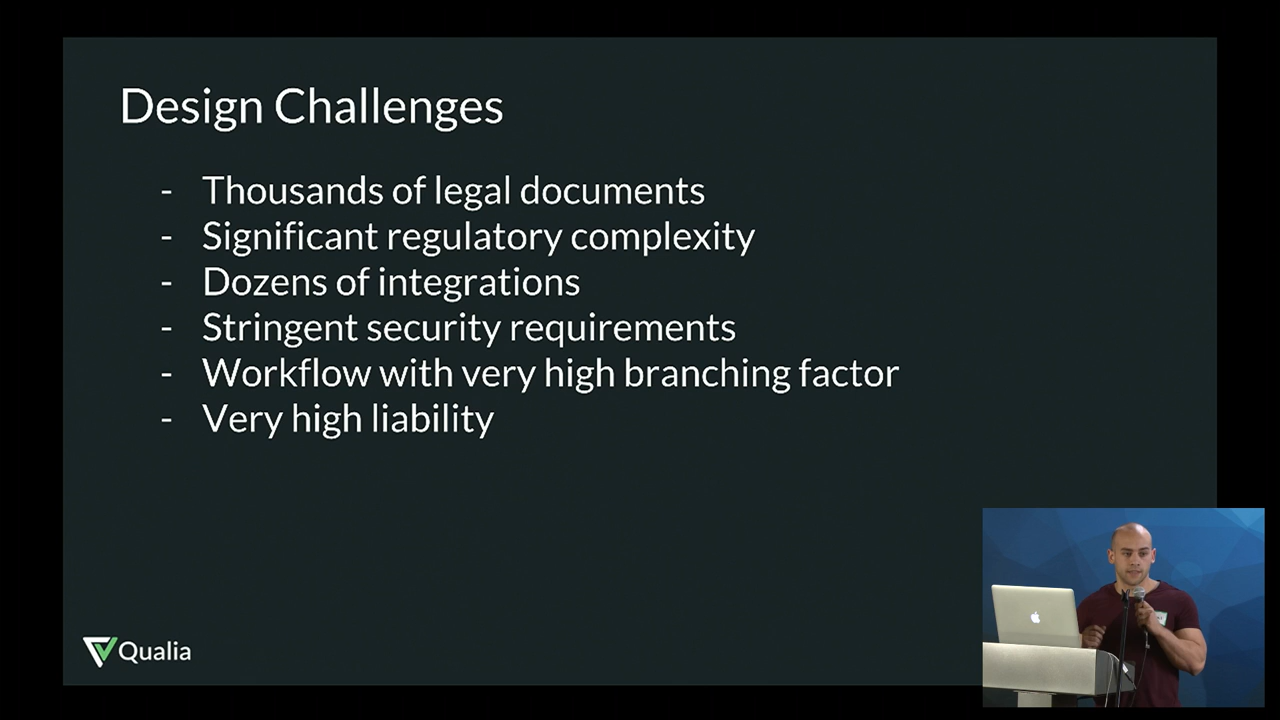 Design Challenges
- Thousands of legal documents
- Significant regulatory complexity
- Dozens of integrations
- Stringent security requirements
- Workflow with very high branching factor
- Very high liability
Qualia